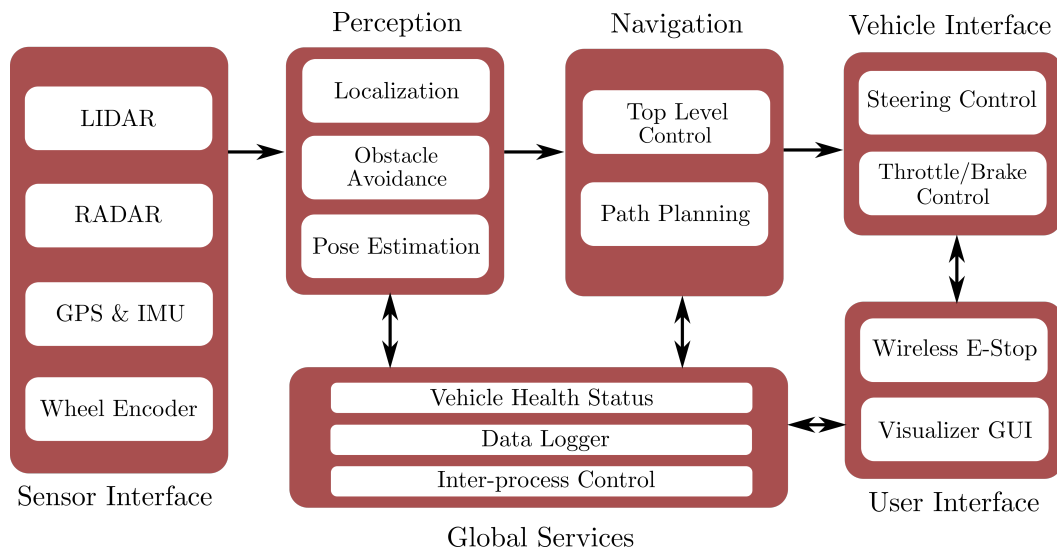 Perception
Navigation
Vehicle Interface
LIDAR
RADAR
GPS & IMU
Wheel Encoder
Sensor Interface
Localization
Obstacle
Avoidance
Pose Estimation
Top Level
Control
Path Planning
Steering Control
Throttle/Brake
Control
Vehicle Health Status
Data Logger
Inter-process Control
Global Services
Wireless E-Stop
Visualizer GUI
User Interface